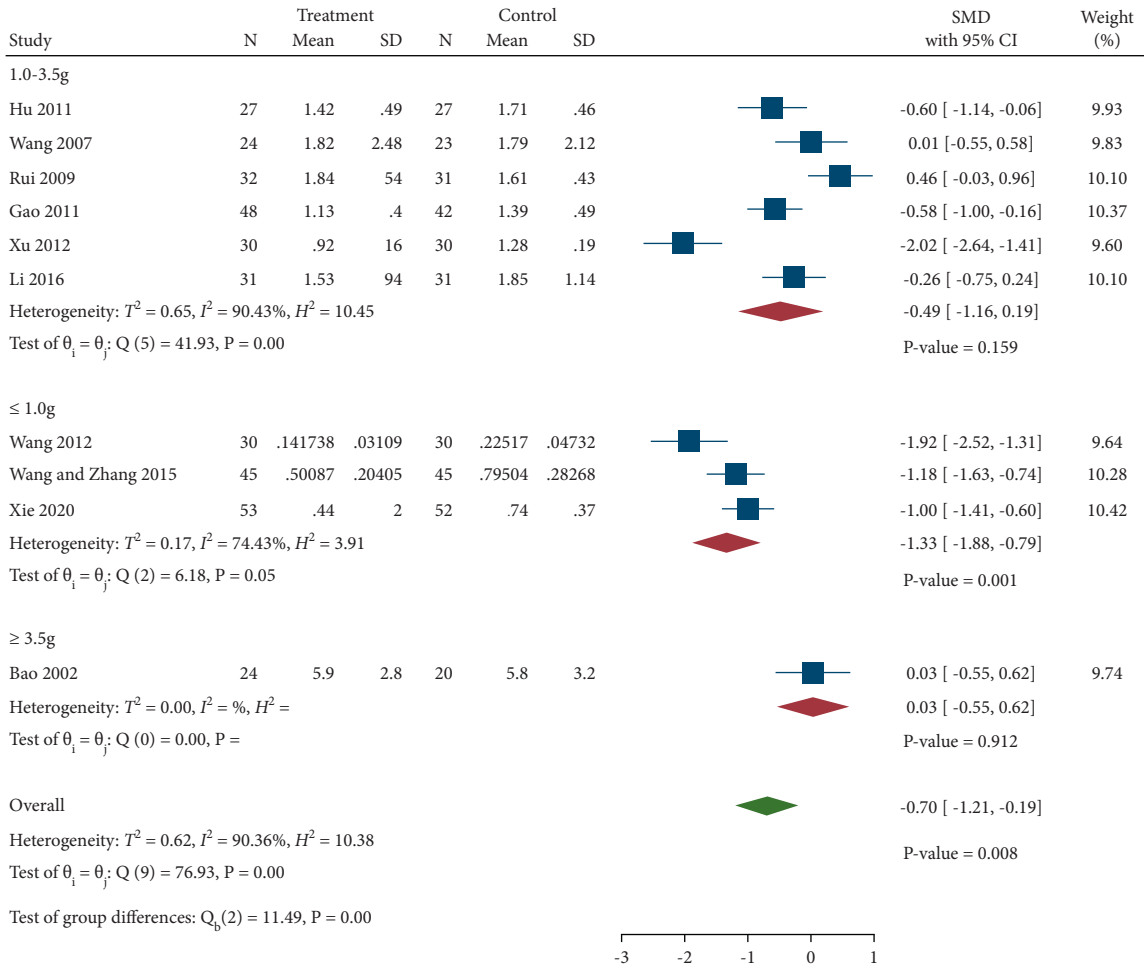 Treatment Control SMD Weight
Study N Mean SD N Mean SD with 95% CI (%)
1.0-3.5g
Hu 2011 27 1.42 .49 27 1.71 .46 -0.60 [ -1.14, -0.06] 9.93
Wang 2007 24 1.82 2.48 23 1.79 2.12 0.01 [-0.55, 0.58] 9.83
Rui 2009 32 1.84 54 31 1.61 .43 0.46 [-0.03, 0.96] 10.10
Gao 2011 48 1.13 .4 42 1.39 .49 -0.58 [ -1.00, -0.16] 10.37
Xu 2012 30 .92 16 30 1.28 .19 -2.02 [ -2.64, -1.41] 9.60
Li 2016 31 1.53 94 31 1.85 1.14 -0.26 [ -0.75, 0.24] 10.10
Heterogeneity: T² = 0.65, I² = 90.43%, H² = 10.45 -0.49 [ -1.16, 0.19]
Test of θi = θj: Q (5) = 41.93, P = 0.00 P-value = 0.159
≤ 1.0g
Wang 2012 30 .141738 .03109 30 .22517 .04732 -1.92 [ -2.52, -1.31] 9.64
Wang and Zhang 2015 45 .50087 .20405 45 .79504 .28268 -1.18 [ -1.63, -0.74] 10.28
Xie 2020 53 .44 2 52 .74 .37 -1.00 [ -1.41, -0.60] 10.42
Heterogeneity: T² = 0.17, I² = 74.43%, H² = 3.91 -1.33 [ -1.88, -0.79]
Test of θi = θj: Q (2) = 6.18, P = 0.05 P-value = 0.001
≥ 3.5g
Bao 2002 24 5.9 2.8 20 5.8 3.2 0.03 [ -0.55, 0.62] 9.74
Heterogeneity: T² = 0.00, I² = %, H² = 0.03 [ -0.55, 0.62]
Test of θi = θj: Q (0) = 0.00, P = P-value = 0.912
Overall -0.70 [ -1.21, -0.19]
Heterogeneity: T² = 0.62, I² = 90.36%, H² = 10.38
P-value = 0.008
Test of θi = θj: Q (9) = 76.93, P = 0.00
Test of group differences: Qb(2) = 11.49, P = 0.00
-3 -2 -1 0 1